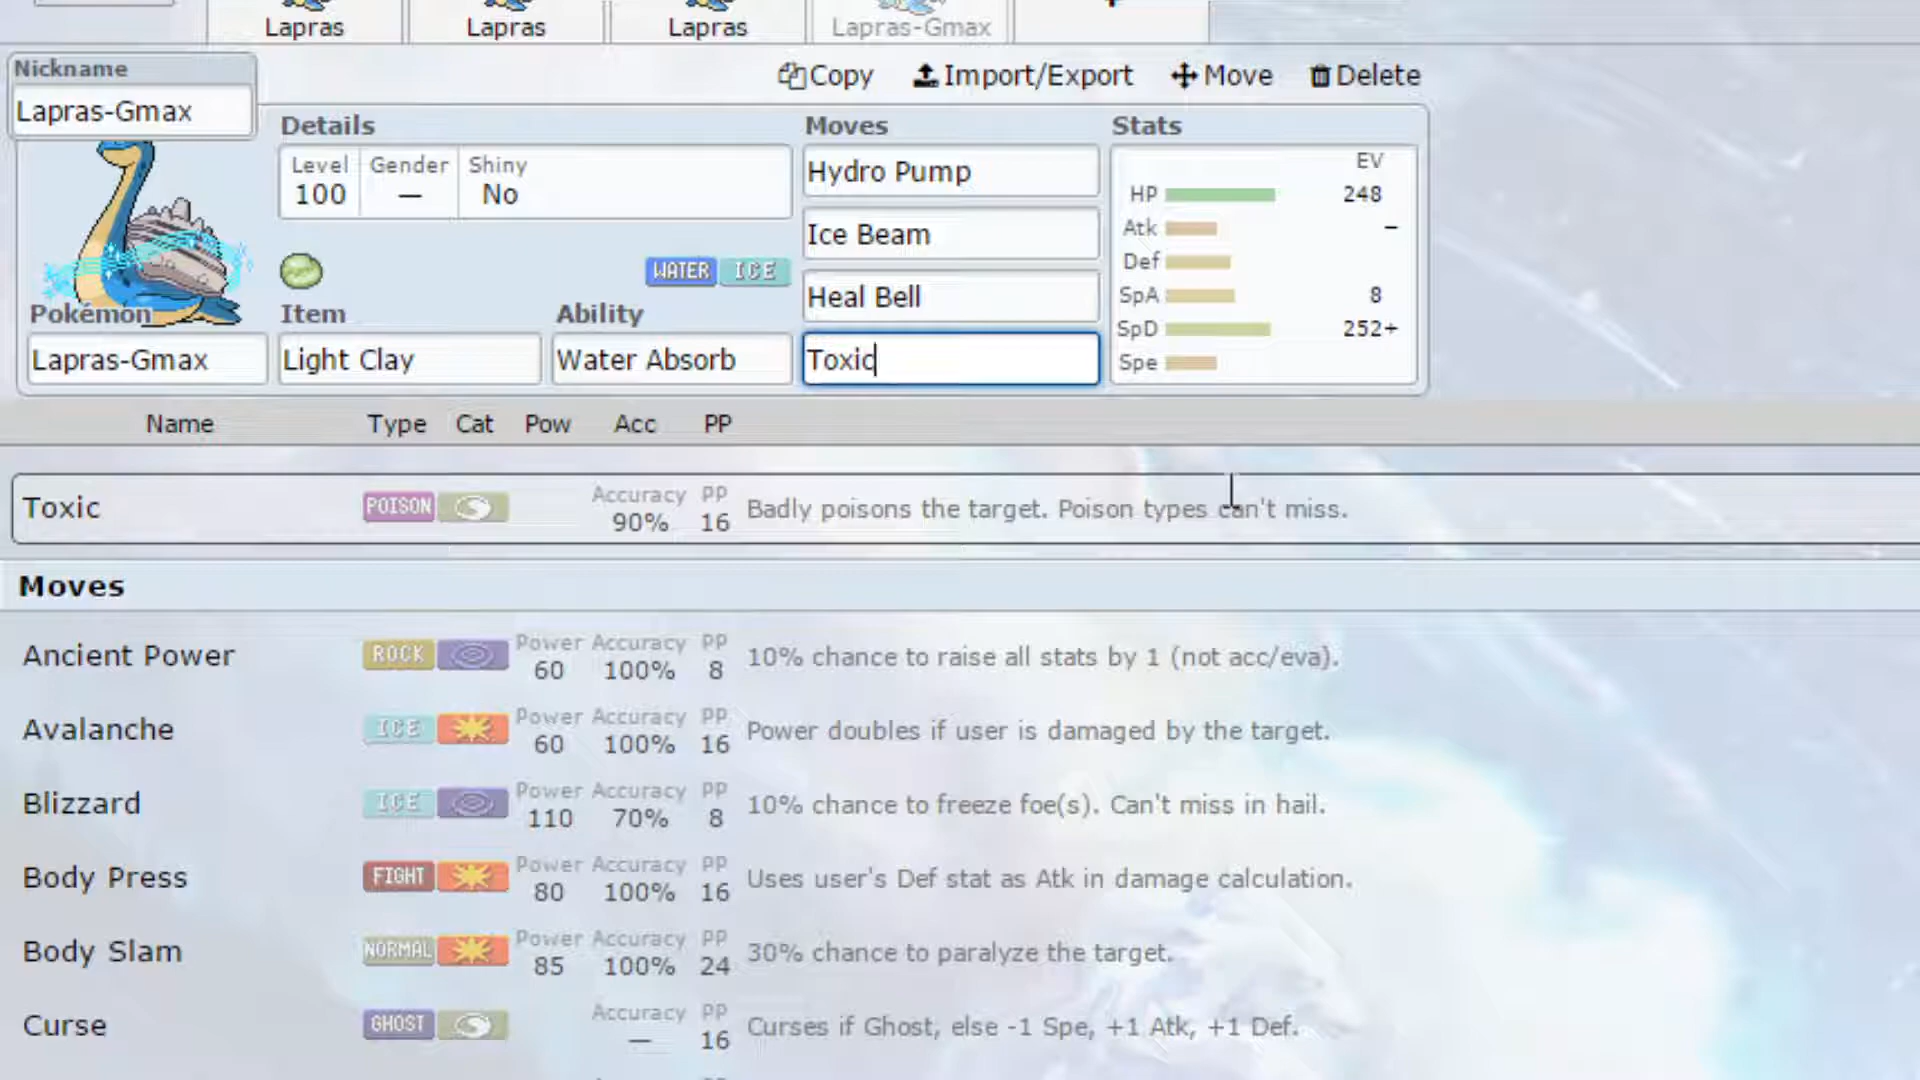 Lapras
Lapras
Lapras
Lapras-Gmax
Nickname
Lapras-Gmax
Copy
Import/Export
Move
Delete
Details
Moves
Stats
Level
100
Gender
—
Shiny
No
WATER
ICE
Pokémon
Lapras-Gmax
Item
Light Clay
Ability
Water Absorb
Hydro Pump
Ice Beam
Heal Bell
Toxic
EV
HP 248
Atk –
Def
SpA 8
SpD 252+
Spe
Name Type Cat Pow Acc PP
Toxic POISON Accuracy 90% PP 16 Badly poisons the target. Poison types can't miss.
Moves
Ancient Power ROCK Power 60 Accuracy 100% PP 8 10% chance to raise all stats by 1 (not acc/eva).
Avalanche ICE Power 60 Accuracy 100% PP 16 Power doubles if user is damaged by the target.
Blizzard ICE Power 110 Accuracy 70% PP 8 10% chance to freeze foe(s). Can't miss in hail.
Body Press FIGHT Power 80 Accuracy 100% PP 16 Uses user's Def stat as Atk in damage calculation.
Body Slam NORMAL Power 85 Accuracy 100% PP 24 30% chance to paralyze the target.
Curse GHOST Accuracy — PP 16 Curses if Ghost, else -1 Spe, +1 Atk, +1 Def.